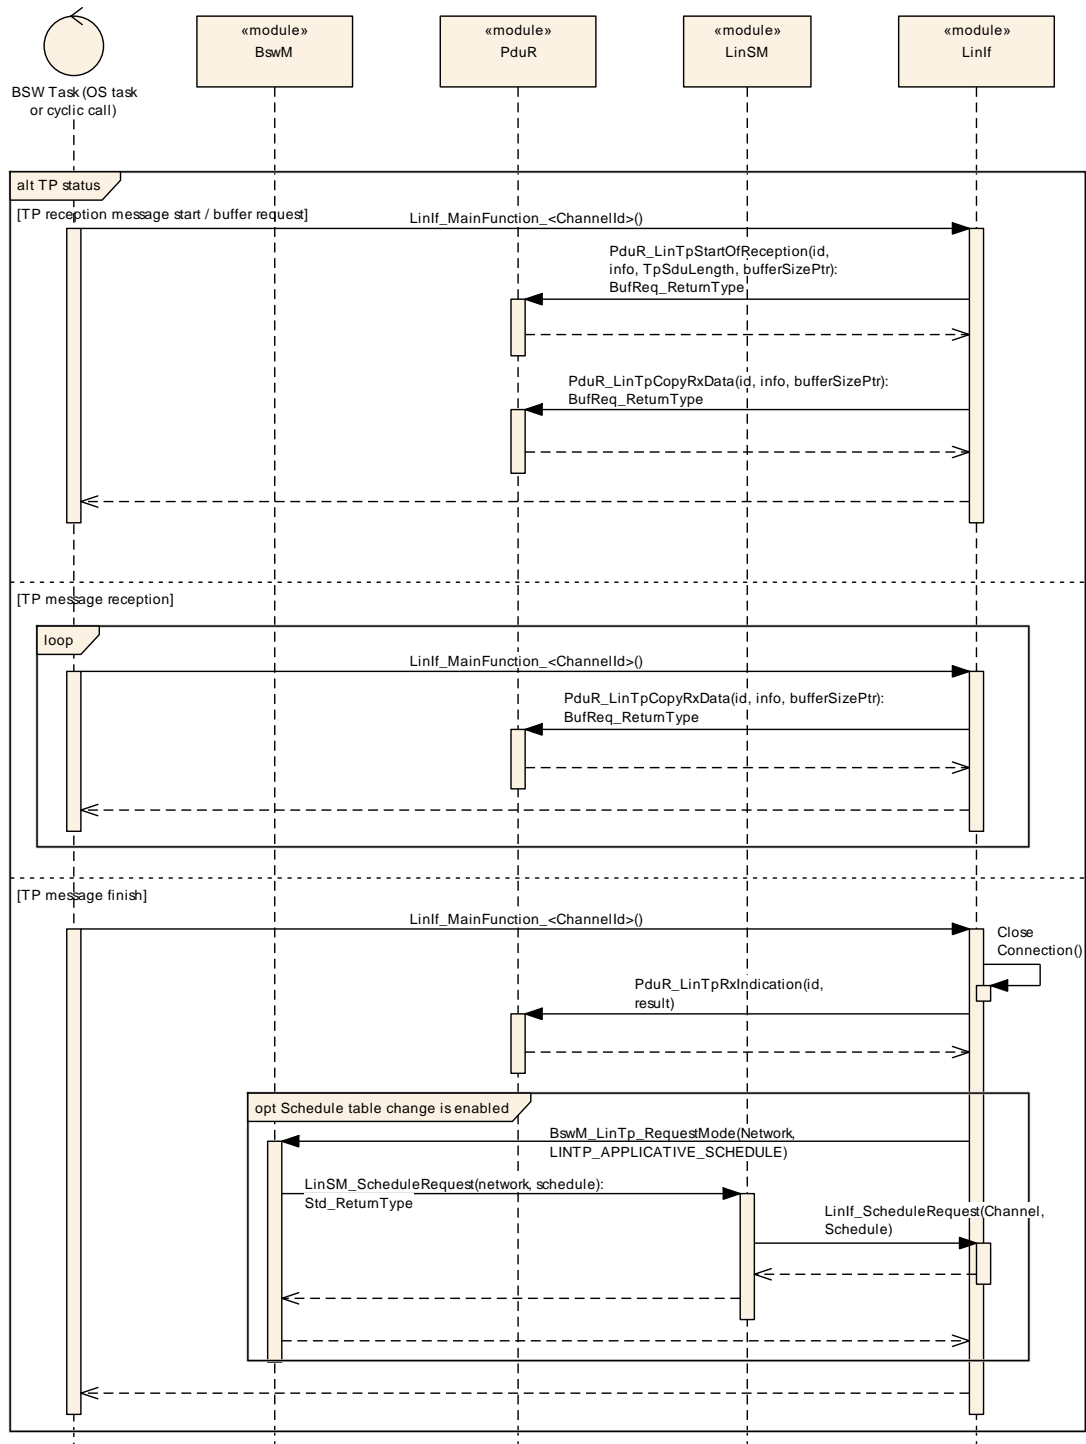 «module»
BswM
«module»
PduR
«module»
LinSM
«module»
LinIf
BSW Task (OS task
or cyclic call)
alt TP status
[TP reception message start / buffer request]
LinIf_MainFunction_<ChannelId>()
PduR_LinTpStartOfReception(id,
info, TpSduLength, bufferSizePtr):
BufReq_ReturnType
PduR_LinTpCopyRxData(id, info, bufferSizePtr):
BufReq_ReturnType
[TP message reception]
loop
LinIf_MainFunction_<ChannelId>()
PduR_LinTpCopyRxData(id, info, bufferSizePtr):
BufReq_ReturnType
[TP message finish]
LinIf_MainFunction_<ChannelId>()
Close
Connection()
PduR_LinTpRxIndication(id,
result)
opt Schedule table change is enabled
BswM_LinTp_RequestMode(Network,
LINTP_APPLICATIVE_SCHEDULE)
LinSM_ScheduleRequest(network, schedule):
Std_ReturnType
LinIf_ScheduleRequest(Channel,
Schedule)